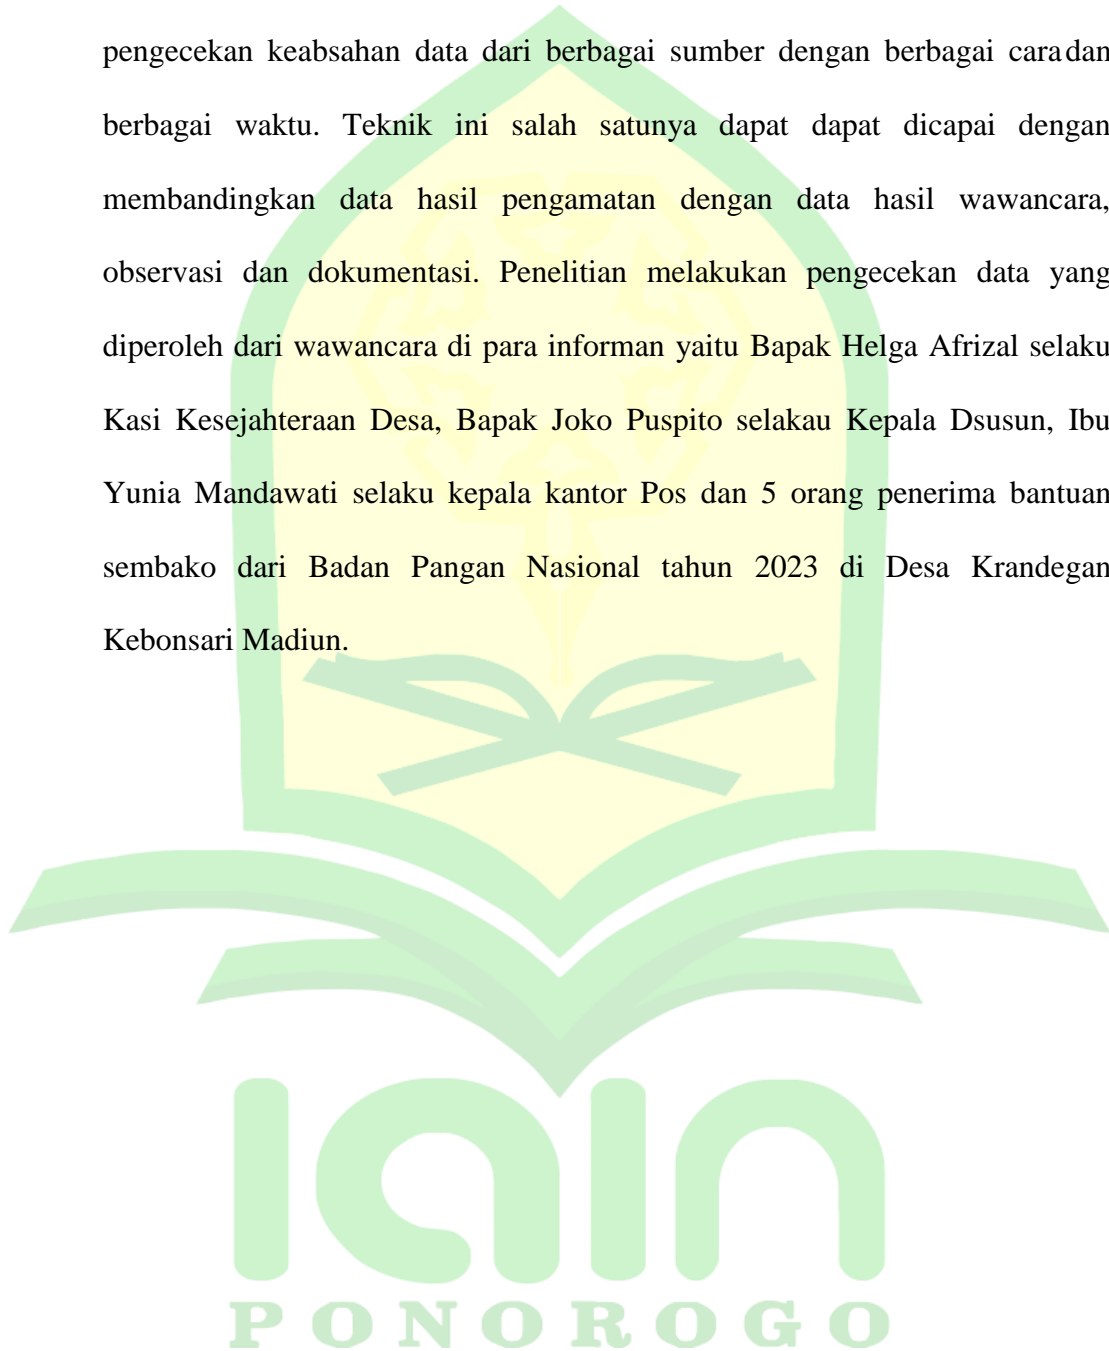 pengecekan keabsahan data dari berbagai sumber dengan berbagai cara dan
berbagai waktu. Teknik ini salah satunya dapat dapat dicapai dengan
membandingkan data hasil pengamatan dengan data hasil wawancara,
observasi dan dokumentasi. Penelitian melakukan pengecekan data yang
diperoleh dari wawancara di para informan yaitu Bapak Helga Afrizal selaku
Kasi Kesejahteraan Desa, Bapak Joko Puspito selakau Kepala Dsusun, Ibu
Yunia Mandawati selaku kepala kantor Pos dan 5 orang penerima bantuan
sembako dari Badan Pangan Nasional tahun 2023 di Desa Krandegan
Kebonsari Madiun.
IAIN
PONOROGO